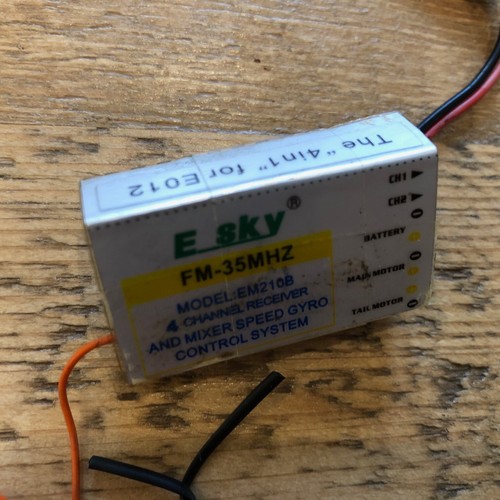 The "4in1" for E012
E_sky®
FM-35MHZ
MODEL:EM210B
4 CHANNEL RECEIVER
AND MIXER SPEED GYRO
CONTROL SYSTEM
CH1
CH2
BATTERY
MAIN MOTOR
TAIL MOTOR